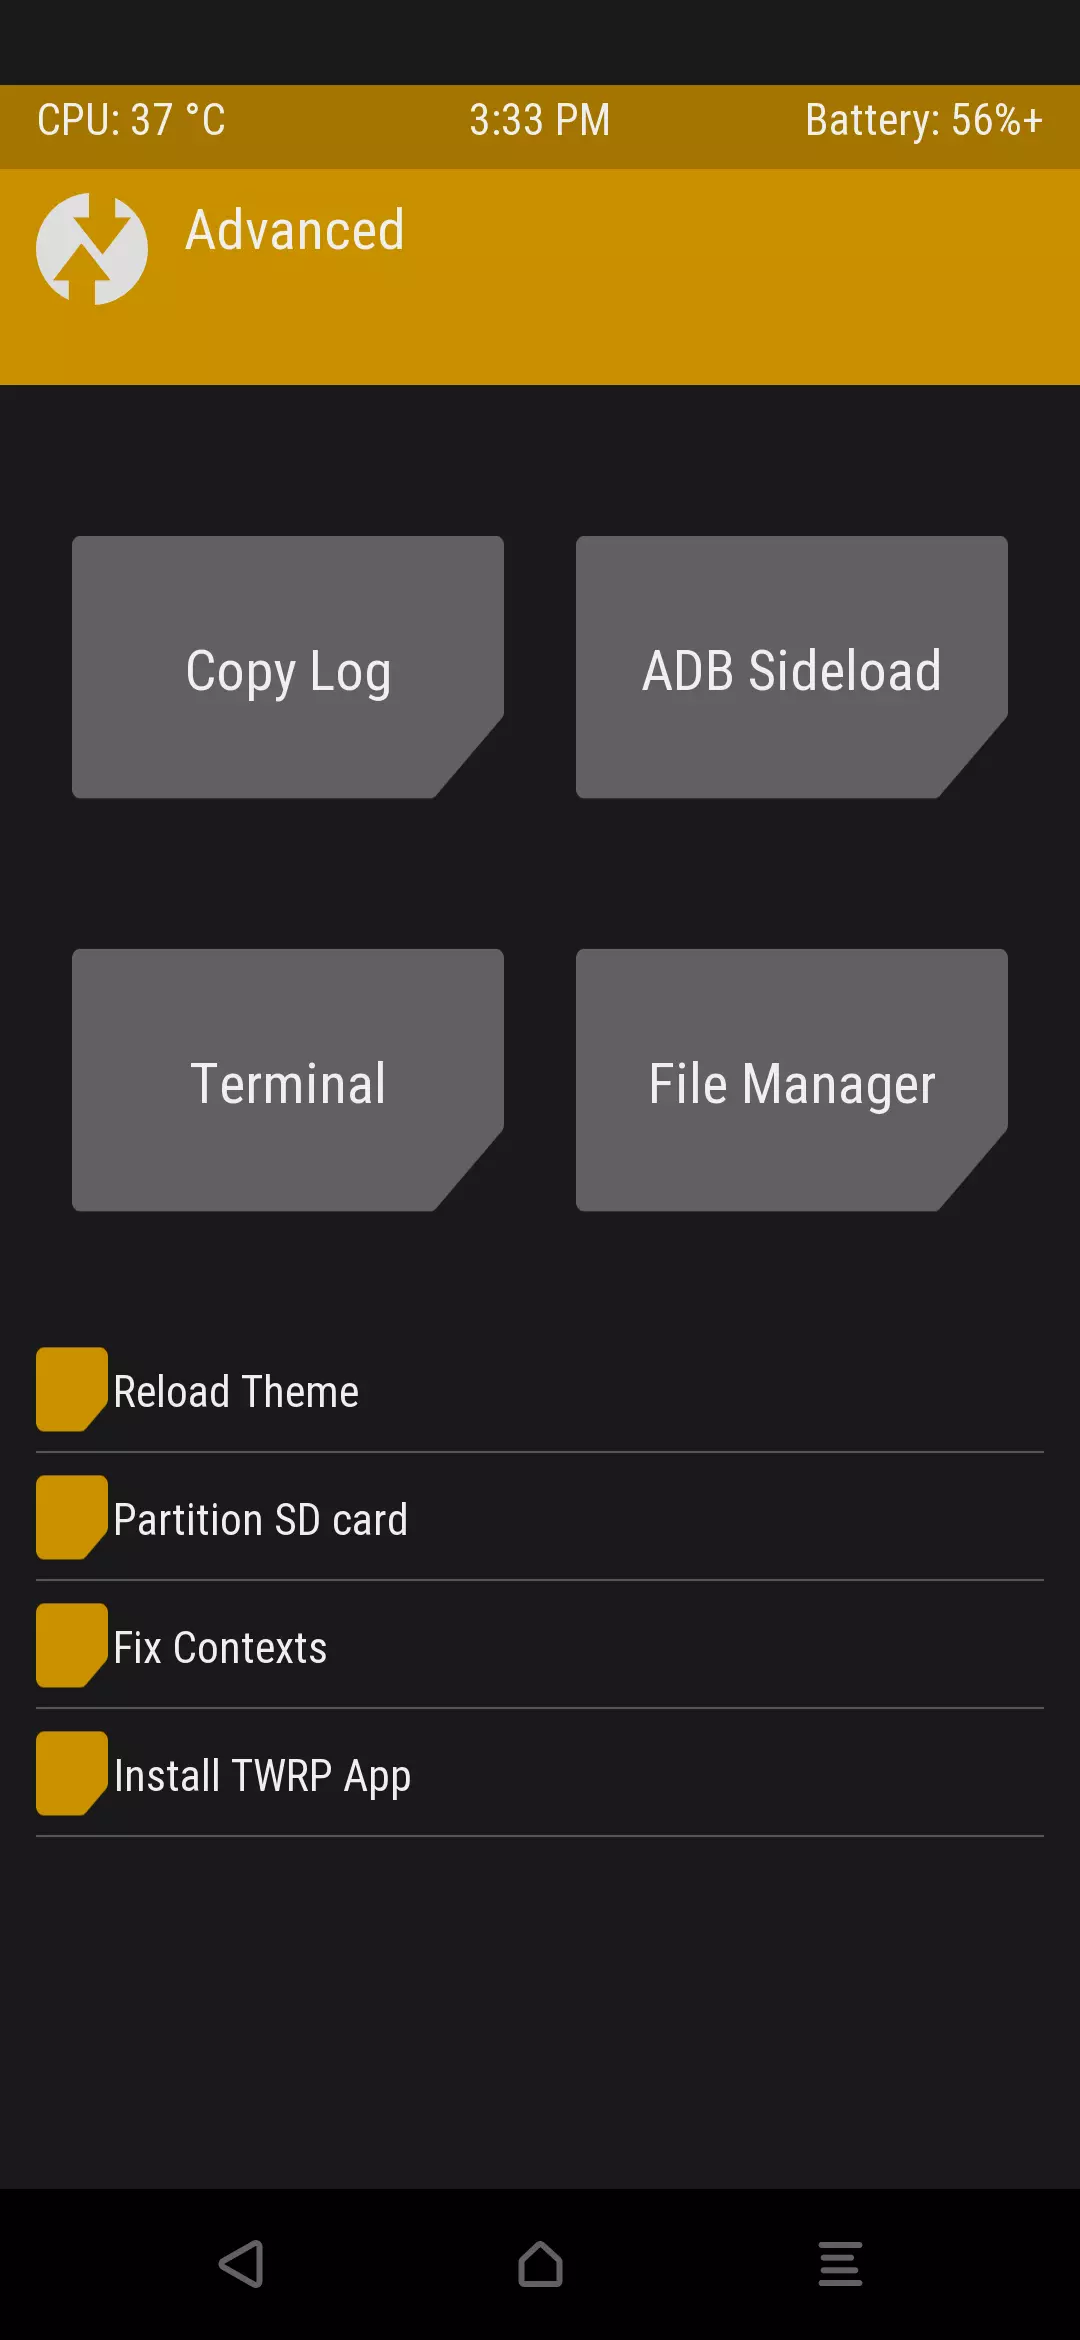 CPU: 37 °C 3:33 PM Battery: 56%+
Advanced
Copy Log ADB Sideload
Terminal File Manager
Reload Theme
Partition SD card
Fix Contexts
Install TWRP App